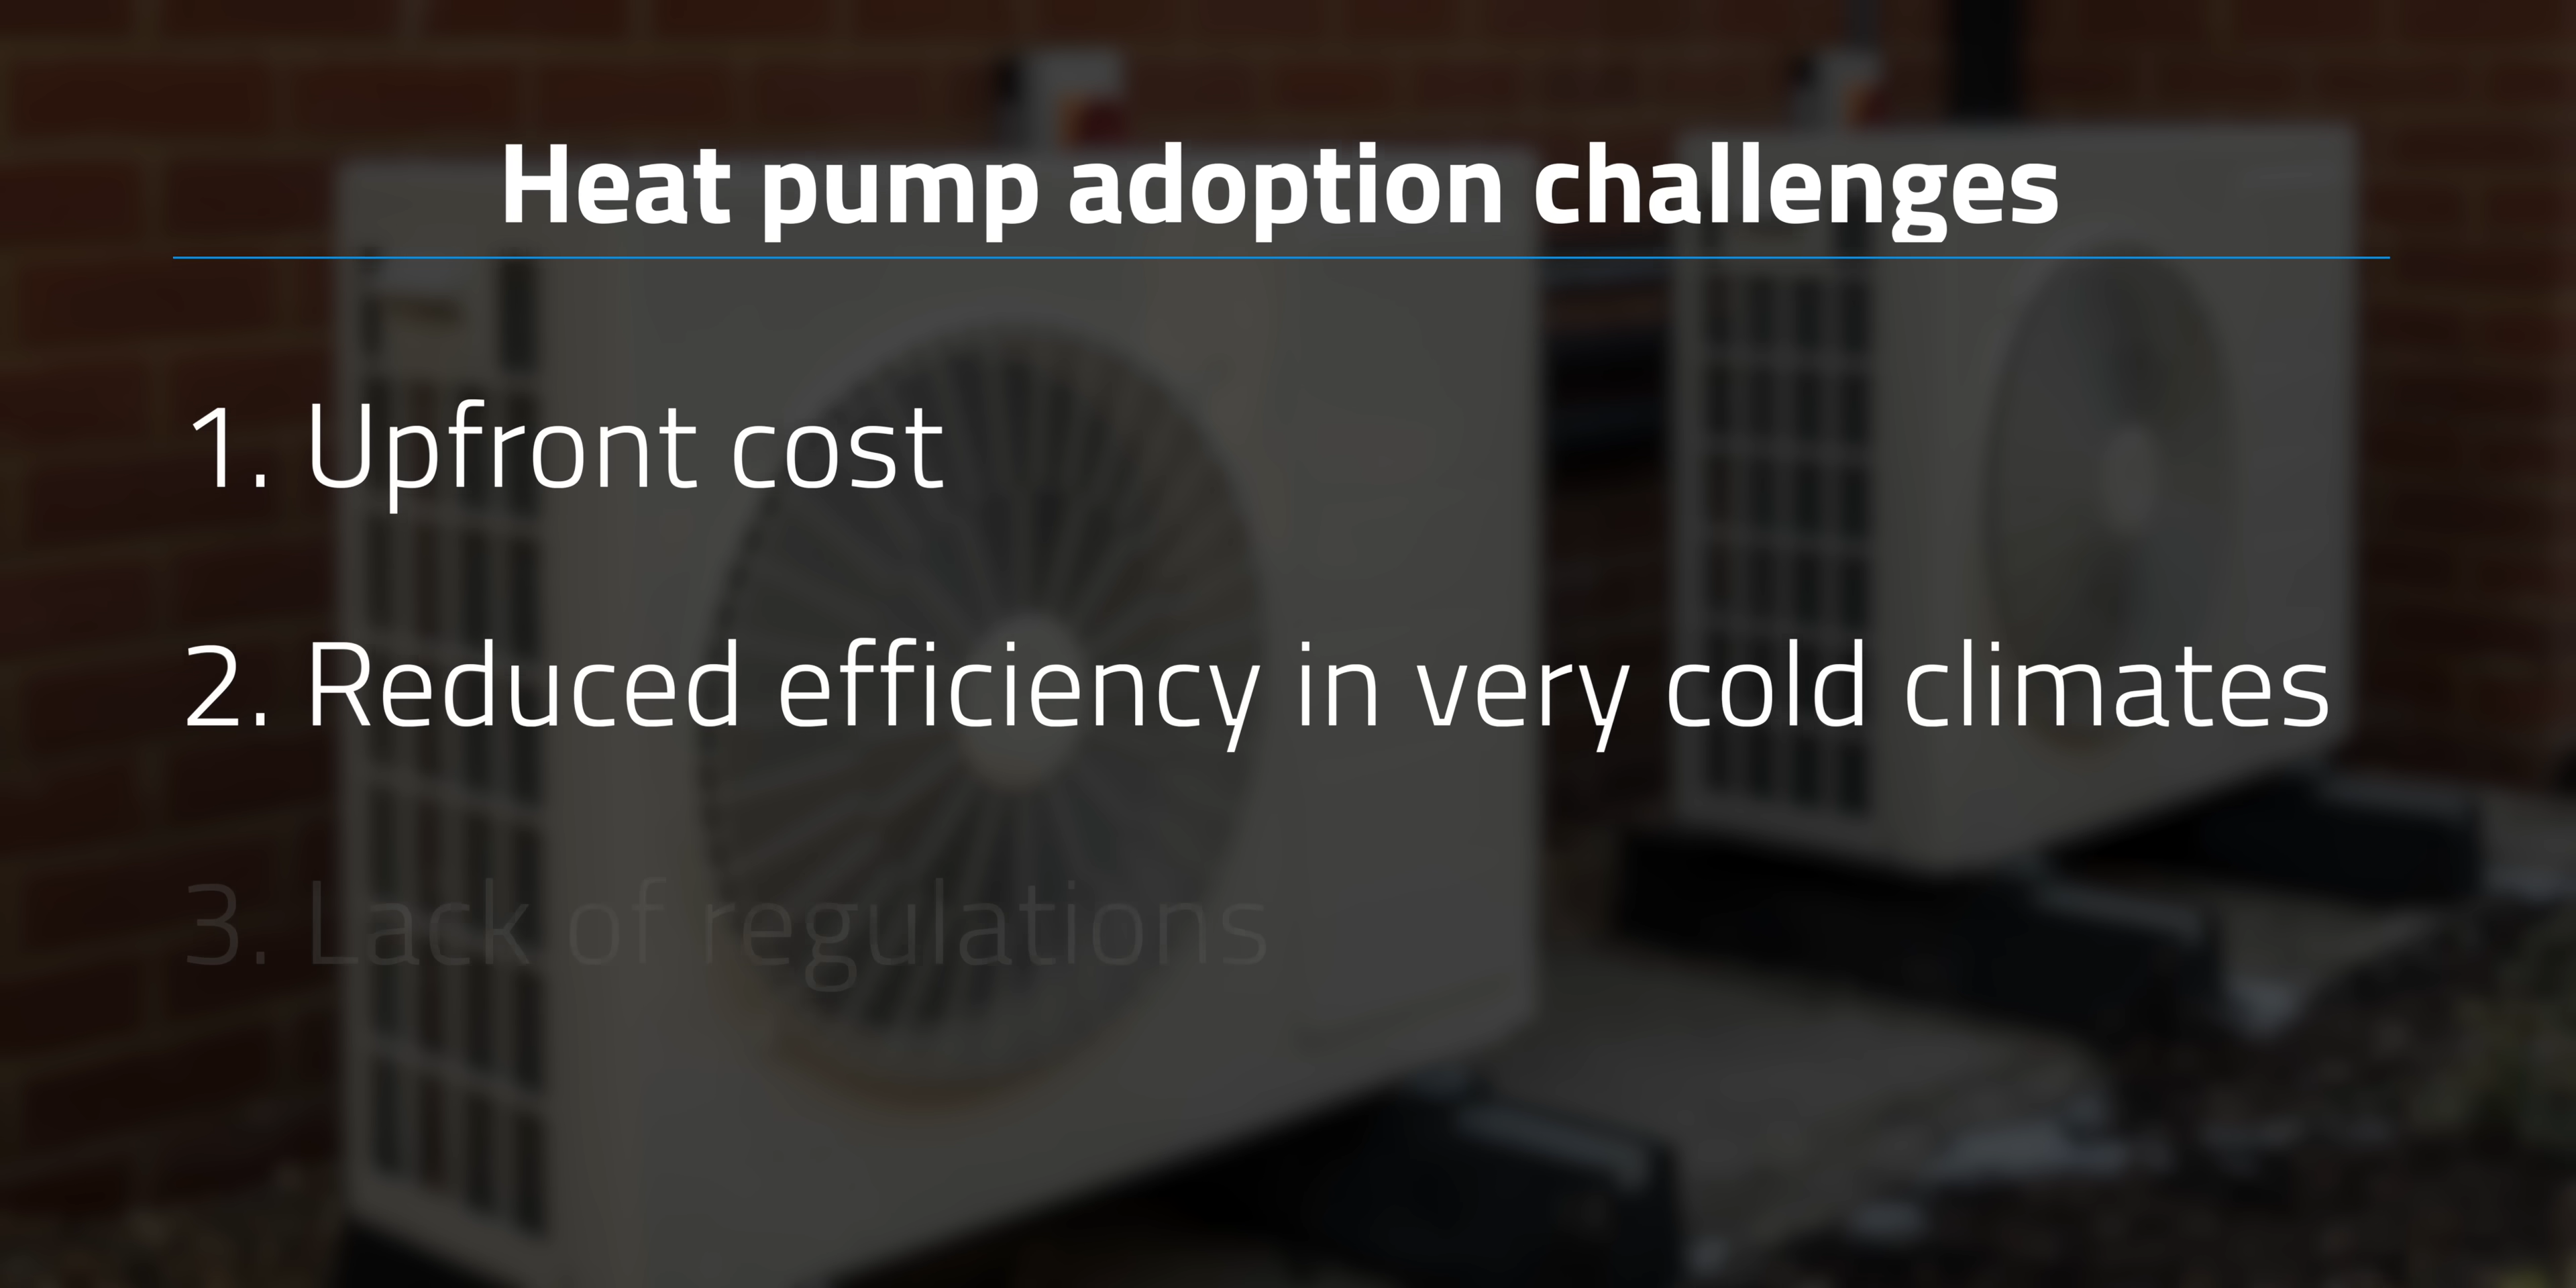 Heat pump adoption challenges
1. Upfront cost
2. Reduced efficiency in very cold climates
3. Lack of regulations